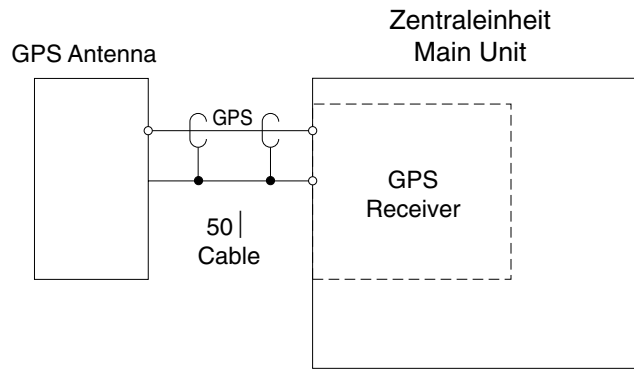 Zentraleinheit
Main Unit
GPS Antenna
GPS
GPS
Receiver
50 |
Cable